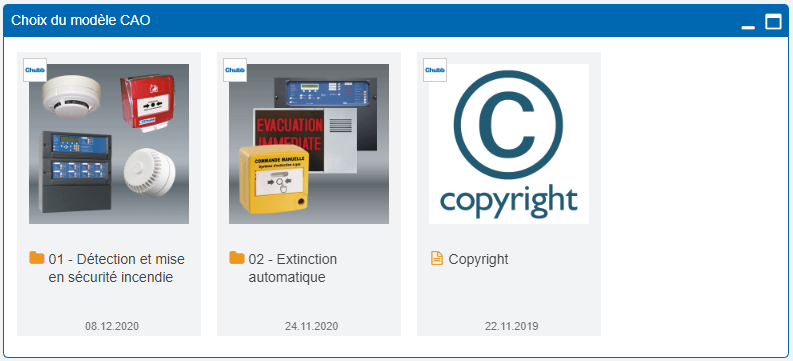 Choix du modèle CAO
Chubb
Chubb
Chubb
EVACUATION
IMMEDIATE
COMMANDE MANUELLE
©
copyright
01 - Détection et mise
en sécurité incendie
02 - Extinction
automatique
Copyright
08.12.2020
24.11.2020
22.11.2019